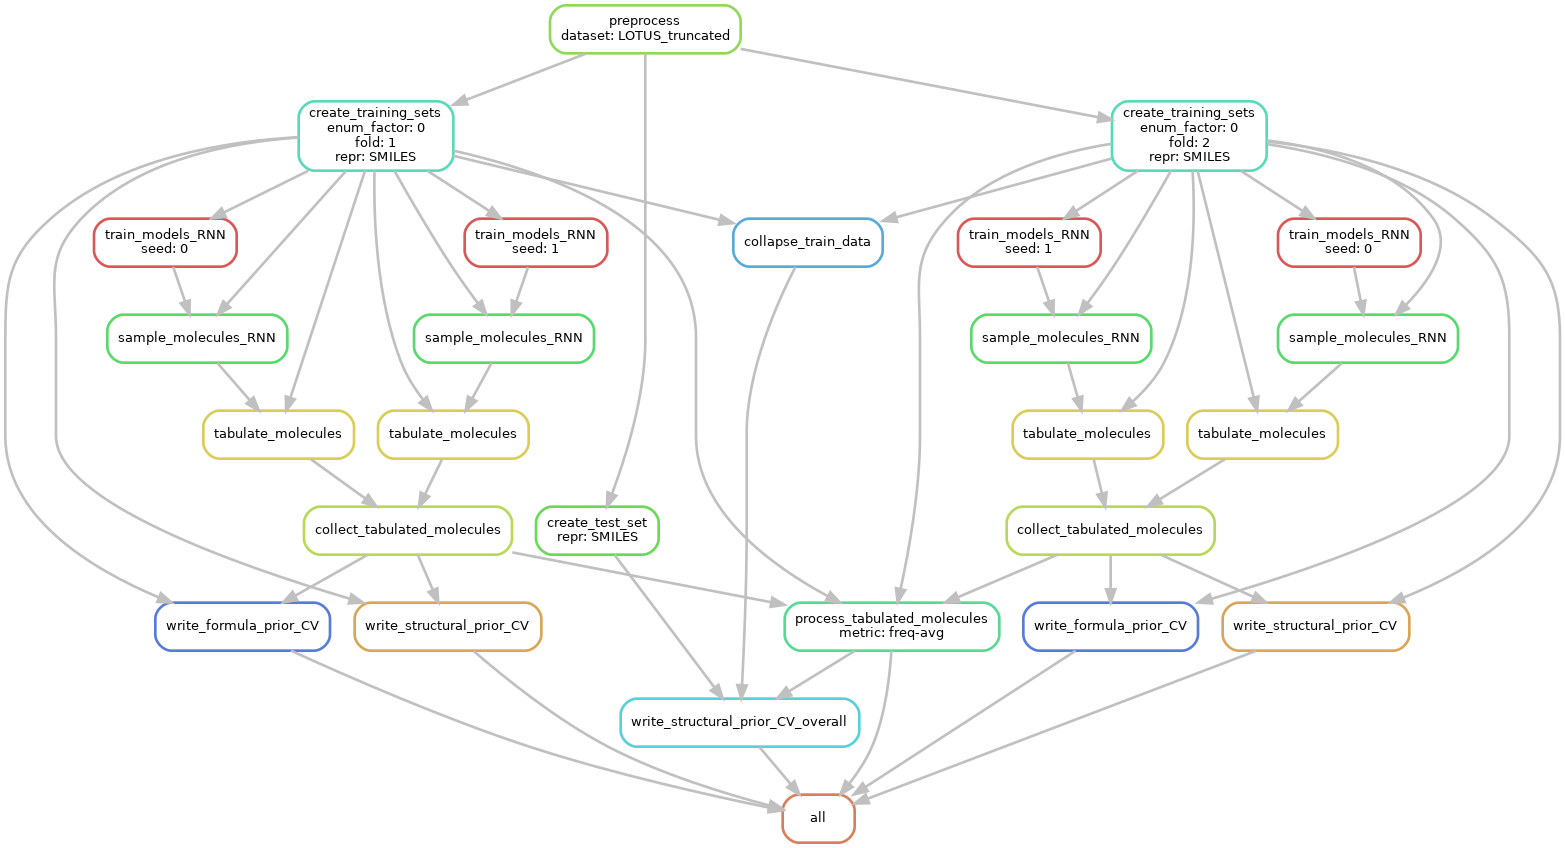 preprocess
dataset: LOTUS_truncated
create_training_sets
enum_factor: 0
fold: 1
repr: SMILES
create_training_sets
enum_factor: 0
fold: 2
repr: SMILES
train_models_RNN
seed: 0
train_models_RNN
seed: 1
collapse_train_data
train_models_RNN
seed: 1
train_models_RNN
seed: 0
sample_molecules_RNN
sample_molecules_RNN
sample_molecules_RNN
sample_molecules_RNN
tabulate_molecules
tabulate_molecules
tabulate_molecules
tabulate_molecules
collect_tabulated_molecules
create_test_set
repr: SMILES
collect_tabulated_molecules
write_formula_prior_CV
write_structural_prior_CV
process_tabulated_molecules
metric: freq-avg
write_formula_prior_CV
write_structural_prior_CV
write_structural_prior_CV_overall
all